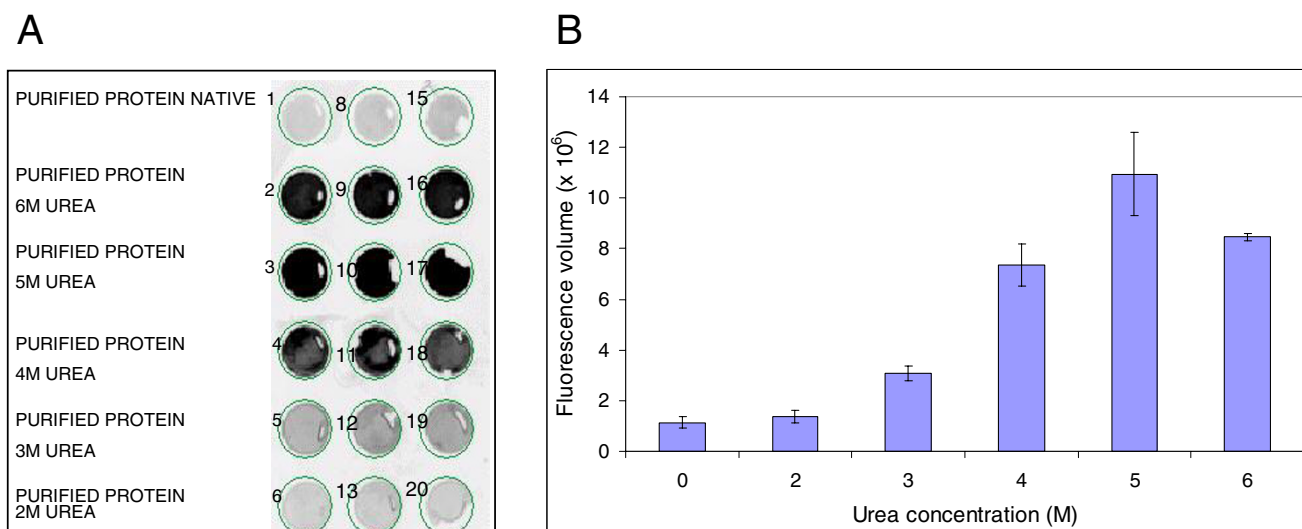 A
PURIFIED PROTEIN NATIVE 1 8 15
PURIFIED PROTEIN
6M UREA
2 9 16
PURIFIED PROTEIN
5M UREA
3 10 17
PURIFIED PROTEIN
4M UREA
4 11 18
PURIFIED PROTEIN
3M UREA
5 12 19
PURIFIED PROTEIN
2M UREA
6 13 20
B
Fluorescence volume (x 10⁶)
14
12
10
8
6
4
2
0
0 2 3 4 5 6
Urea concentration (M)